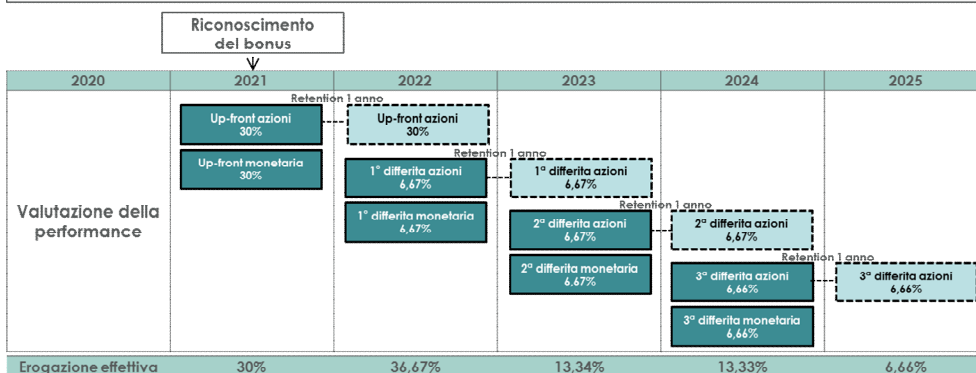 Riconoscimento
del bonus
2020 2021 2022 2023 2024 2025
Retention 1 anno
Up-front azioni
30%
Up-front azioni
30%
Up-front monetaria
30%
Retention 1 anno
1° differita azioni
6,67%
1ª differita azioni
6,67%
1° differita monetaria
6,67%
Valutazione della
performance
Retention 1 anno
2ª differita azioni
6,67%
2ª differita azioni
6,67%
2ª differita monetaria
6,67%
Retention 1 anno
3ª differita azioni
6,66%
3ª differita azioni
6,66%
3ª differita monetaria
6,66%
Erogazione effettiva 30% 36,67% 13,34% 13,33% 6,66%